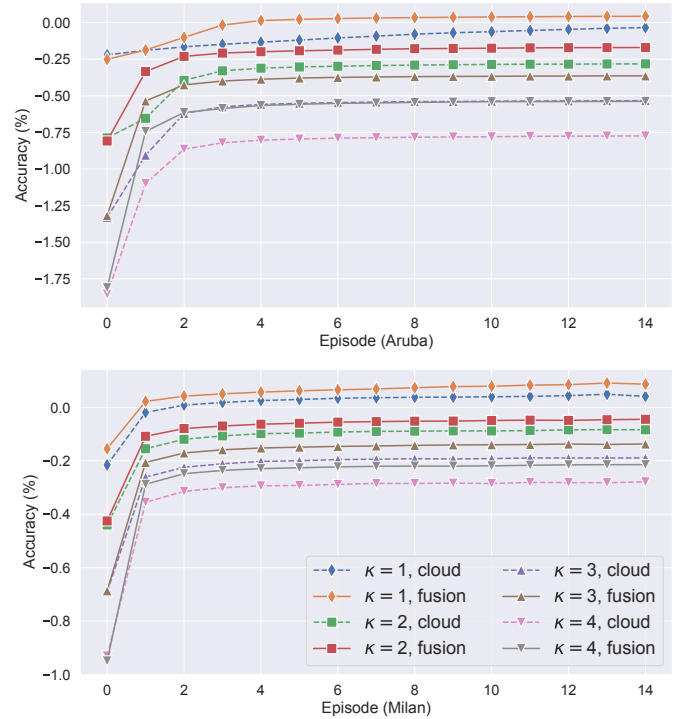 0.00
−0.25
−0.50
−0.75
−1.00
−1.25
−1.50
−1.75
Accuracy (%)
0 2 4 6 8 10 12 14
Episode (Aruba)
0.0
−0.2
−0.4
−0.6
−0.8
−1.0
Accuracy (%)
κ = 1, cloud
κ = 1, fusion
κ = 2, cloud
κ = 2, fusion
κ = 3, cloud
κ = 3, fusion
κ = 4, cloud
κ = 4, fusion
0 2 4 6 8 10 12 14
Episode (Milan)